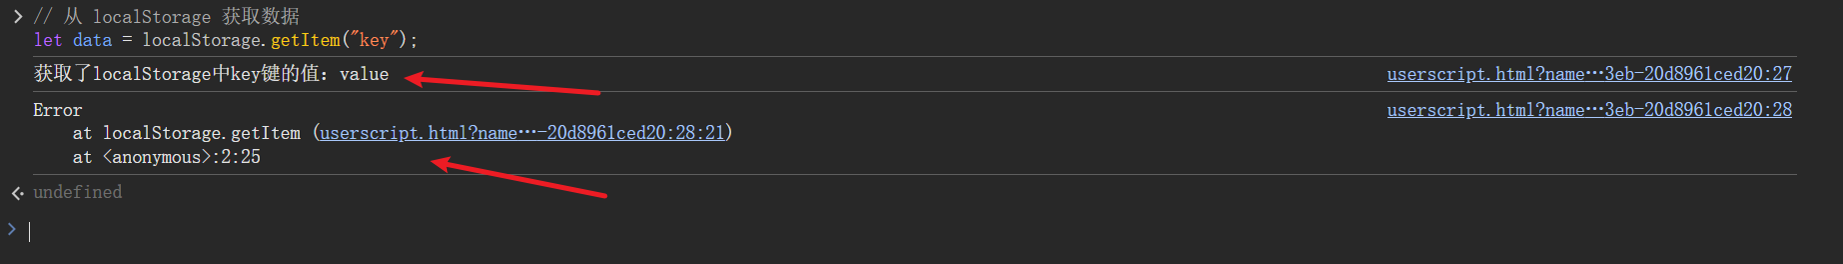 // 从 localStorage 获取数据
let data = localStorage.getItem("key");
获取了localStorage中key键的值：value userscript.html?name…3eb-20d8961ced20:27
Error userscript.html?name…3eb-20d8961ced20:28
at localStorage.getItem (userscript.html?name…-20d8961ced20:28:21)
at <anonymous>:2:25
undefined